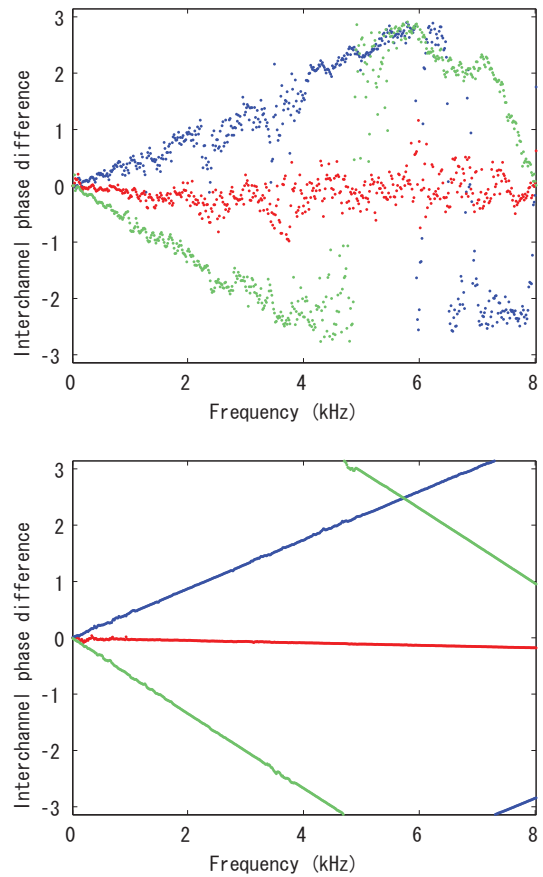 3
2
1
0
-1
-2
-3
Interchannel phase difference
0 2 4 6 8
Frequency (kHz)
3
2
1
0
-1
-2
-3
Interchannel phase difference
0 2 4 6 8
Frequency (kHz)